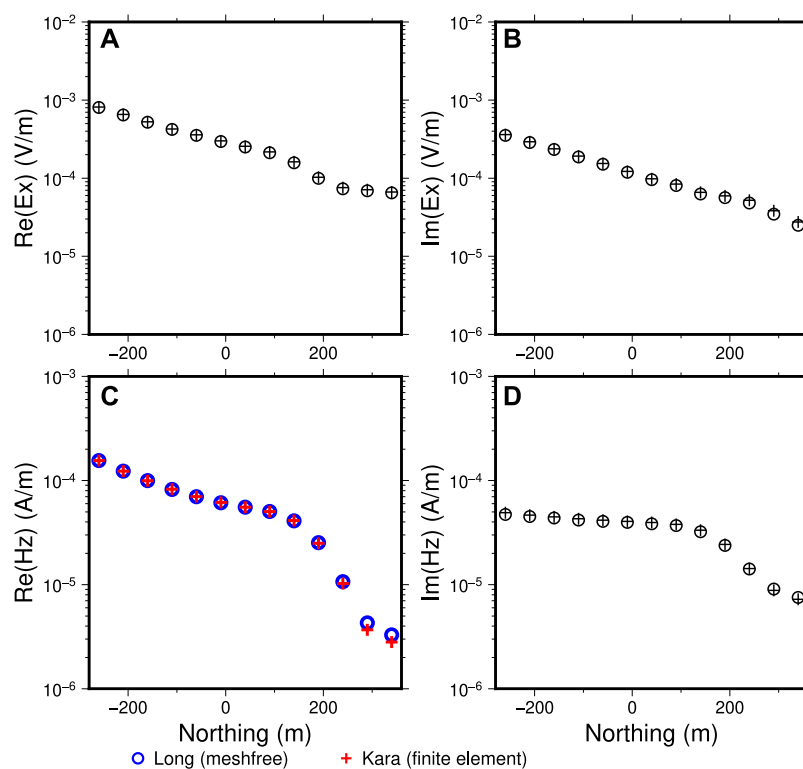 A
B
10⁻²
10⁻³
10⁻⁴
10⁻⁵
10⁻⁶
Re(Ex) (V/m)
−200
0
200
10⁻²
10⁻³
10⁻⁴
10⁻⁵
10⁻⁶
Im(Ex) (V/m)
−200
0
200
C
D
10⁻³
10⁻⁴
10⁻⁵
10⁻⁶
Re(Hz) (A/m)
−200
0
200
Northing (m)
10⁻³
10⁻⁴
10⁻⁵
10⁻⁶
Im(Hz) (A/m)
−200
0
200
Northing (m)
Long (meshfree)
Kara (finite element)